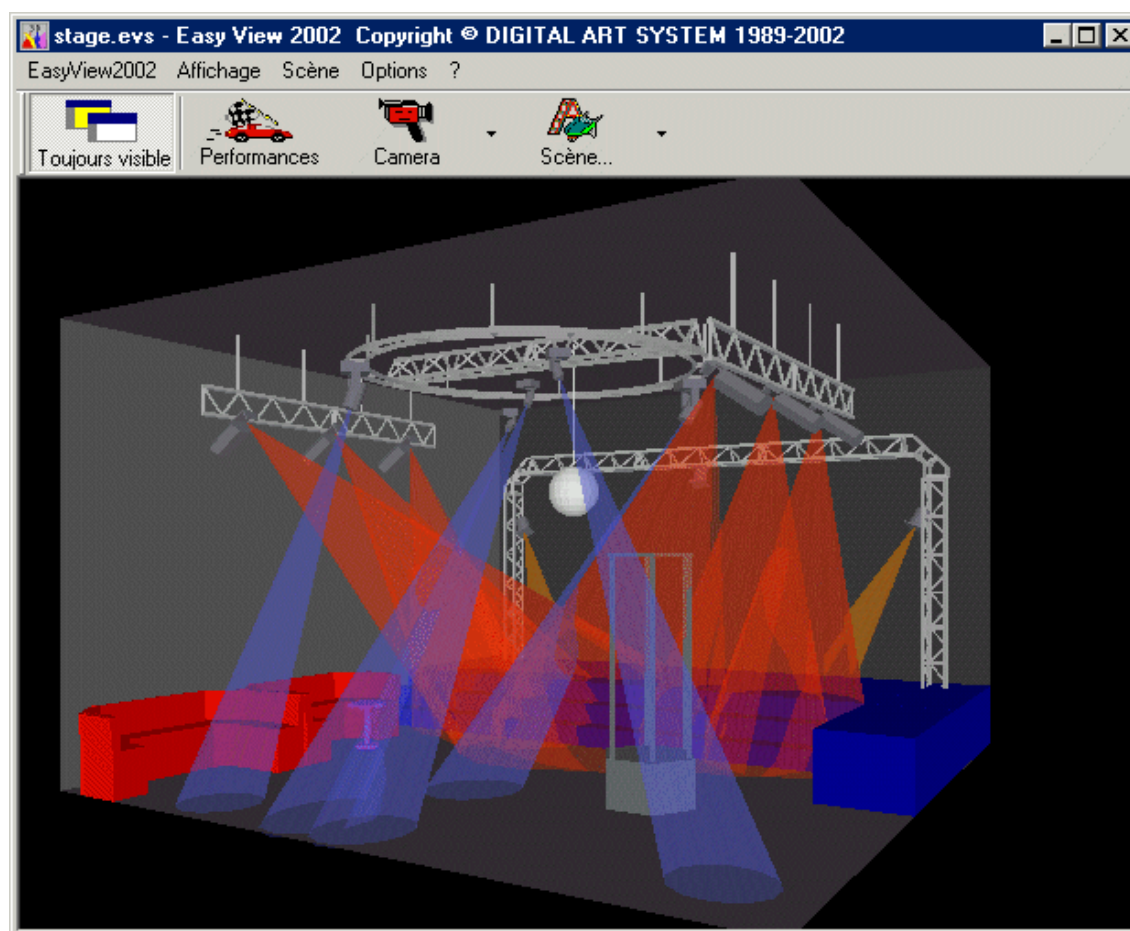 stage.evs - Easy View 2002 Copyright © DIGITAL ART SYSTEM 1989-2002
EasyView2002 Affichage Scène Options ?
Toujours visible Performances Camera Scène...